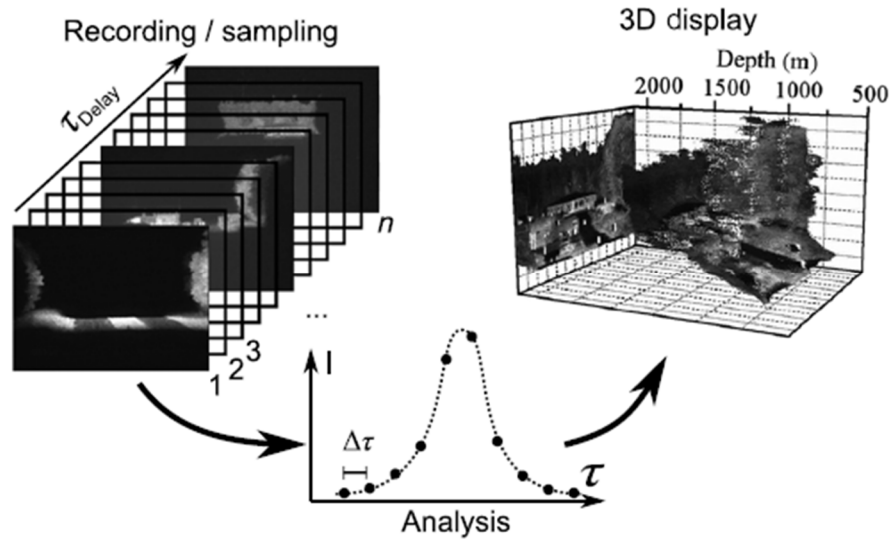 Recording / sampling
τDelay
1
2
3
...
n
3D display
Depth (m)
2000 1500 1000 500
I
Δτ
τ
Analysis